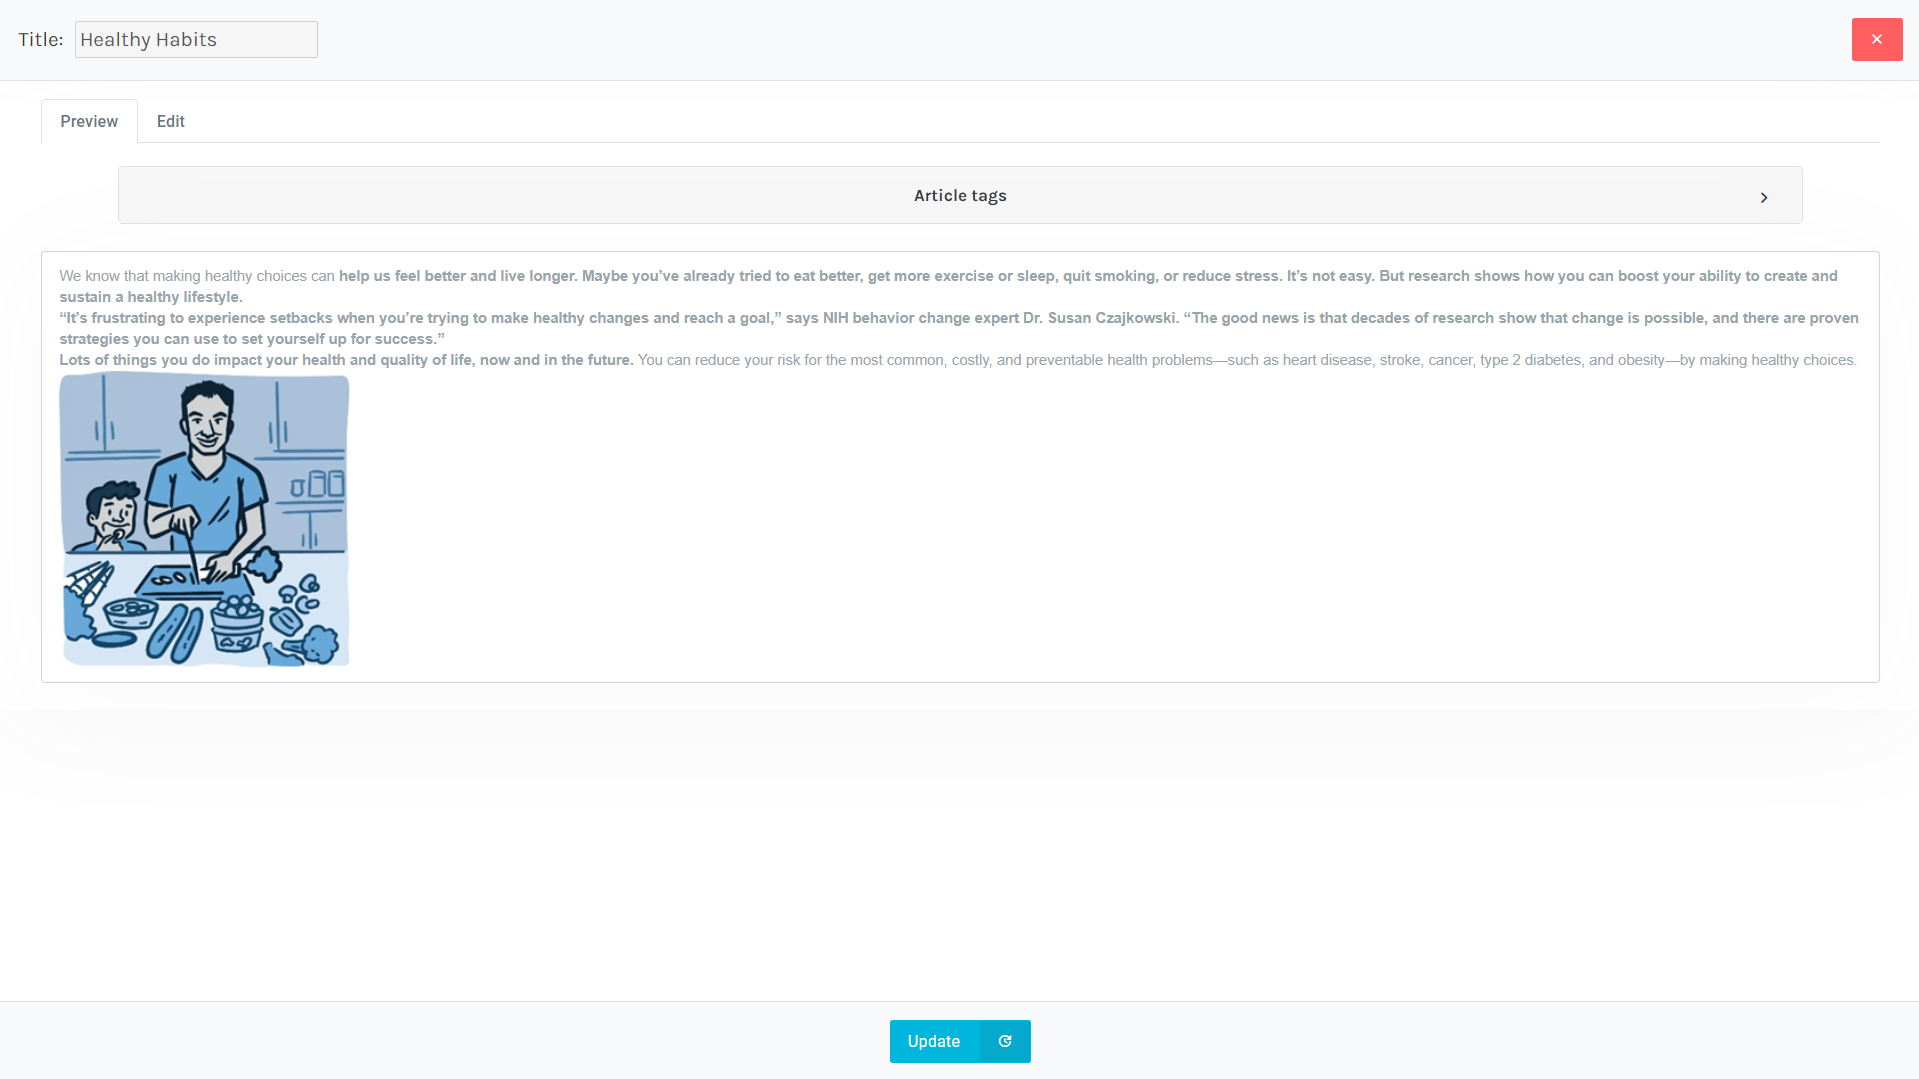 Title: Healthy Habits
×
Preview Edit
Article tags
We know that making healthy choices can help us feel better and live longer. Maybe you’ve already tried to eat better, get more exercise or sleep, quit smoking, or reduce stress. It’s not easy. But research shows how you can boost your ability to create and
sustain a healthy lifestyle.
“It’s frustrating to experience setbacks when you’re trying to make healthy changes and reach a goal,” says NIH behavior change expert Dr. Susan Czajkowski. “The good news is that decades of research show that change is possible, and there are proven
strategies you can use to set yourself up for success.”
Lots of things you do impact your health and quality of life, now and in the future. You can reduce your risk for the most common, costly, and preventable health problems—such as heart disease, stroke, cancer, type 2 diabetes, and obesity—by making healthy choices.
Update